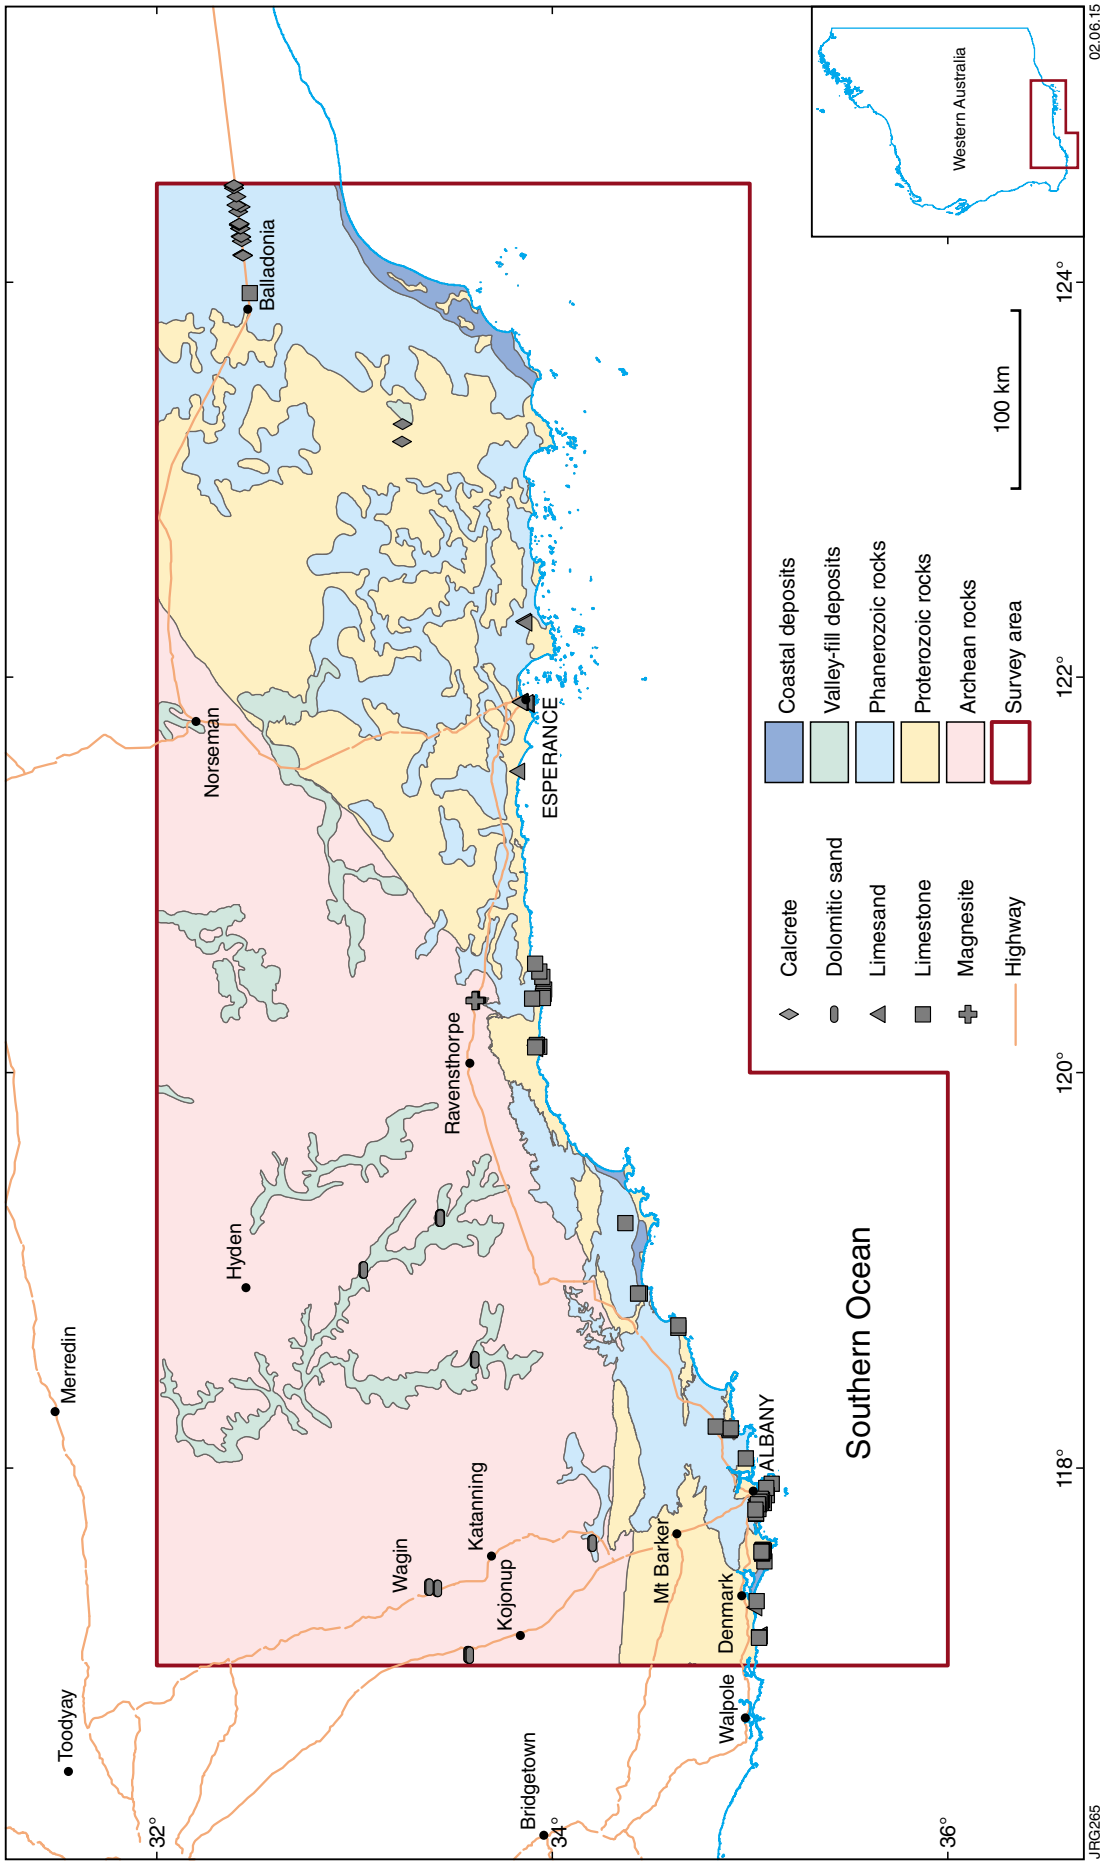 Toodyay
Merredin
Hyden
Norseman
Balladonia
Wagin
Katanning
Kojonup
Ravensthorpe
ESPERANCE
Bridgetown
Walpole
Denmark
Mt Barker
ALBANY
Southern Ocean
32°
34°
36°
118°
120°
122°
124°
Calcrete
Dolomitic sand
Limesand
Limestone
Magnesite
Highway
Coastal deposits
Valley-fill deposits
Phanerozoic rocks
Proterozoic rocks
Archean rocks
Survey area
100 km
Western Australia
JRG265
02.06.15